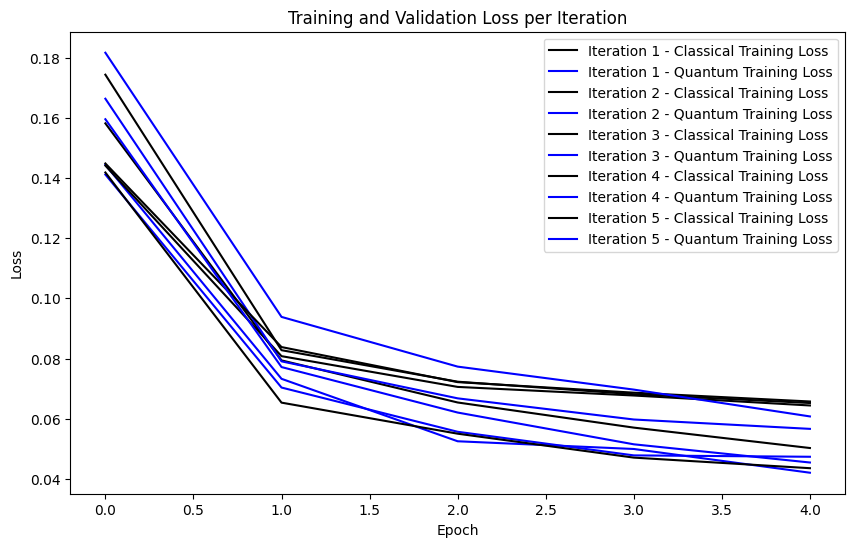 Training and Validation Loss per Iteration
Iteration 1 - Classical Training Loss
Iteration 1 - Quantum Training Loss
Iteration 2 - Classical Training Loss
Iteration 2 - Quantum Training Loss
Iteration 3 - Classical Training Loss
Iteration 3 - Quantum Training Loss
Iteration 4 - Classical Training Loss
Iteration 4 - Quantum Training Loss
Iteration 5 - Classical Training Loss
Iteration 5 - Quantum Training Loss
Loss
0.18
0.16
0.14
0.12
0.10
0.08
0.06
0.04
0.0 0.5 1.0 1.5 2.0 2.5 3.0 3.5 4.0
Epoch